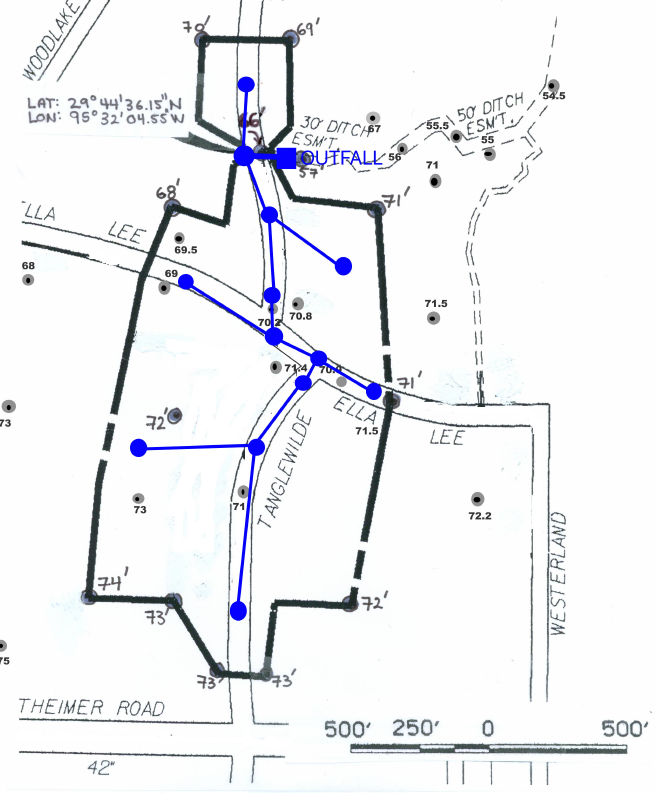 70'
69'
WOODLAKE
54.5
LAT: 29°44'36.15"N
LON: 95°32'04.55"W
66'
30' DITCH
ESM'T.
67
50' DITCH
ESM'T.
55.5
55
56
OUTFALL
57'
71
68'
71'
ELLA
LEE
69.5
68
69
70.2
70.8
71.5
71.4
70.9
71'
73
72'
ELLA
71.5
LEE
TANGLEWILDE
73
71
72.2
WESTERLAND
74'
73'
72'
75
73'
73'
THEIMER ROAD
500' 250' 0 500'
42"